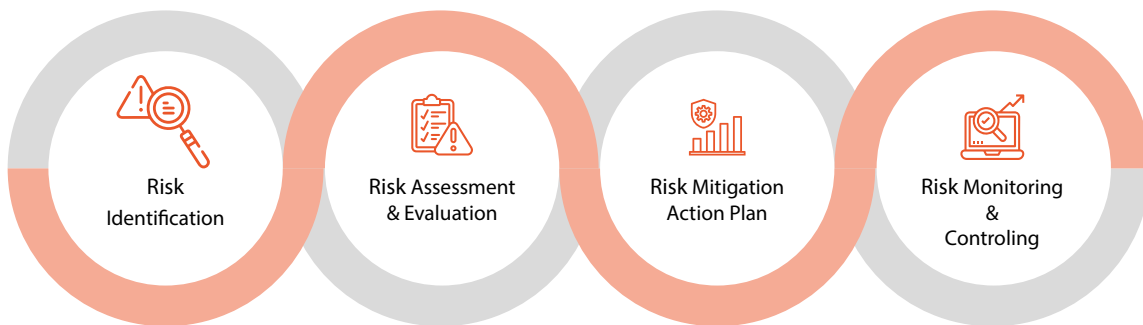 Risk
Identification
Risk Assessment
& Evaluation
Risk Mitigation
Action Plan
Risk Monitoring
&
Controling